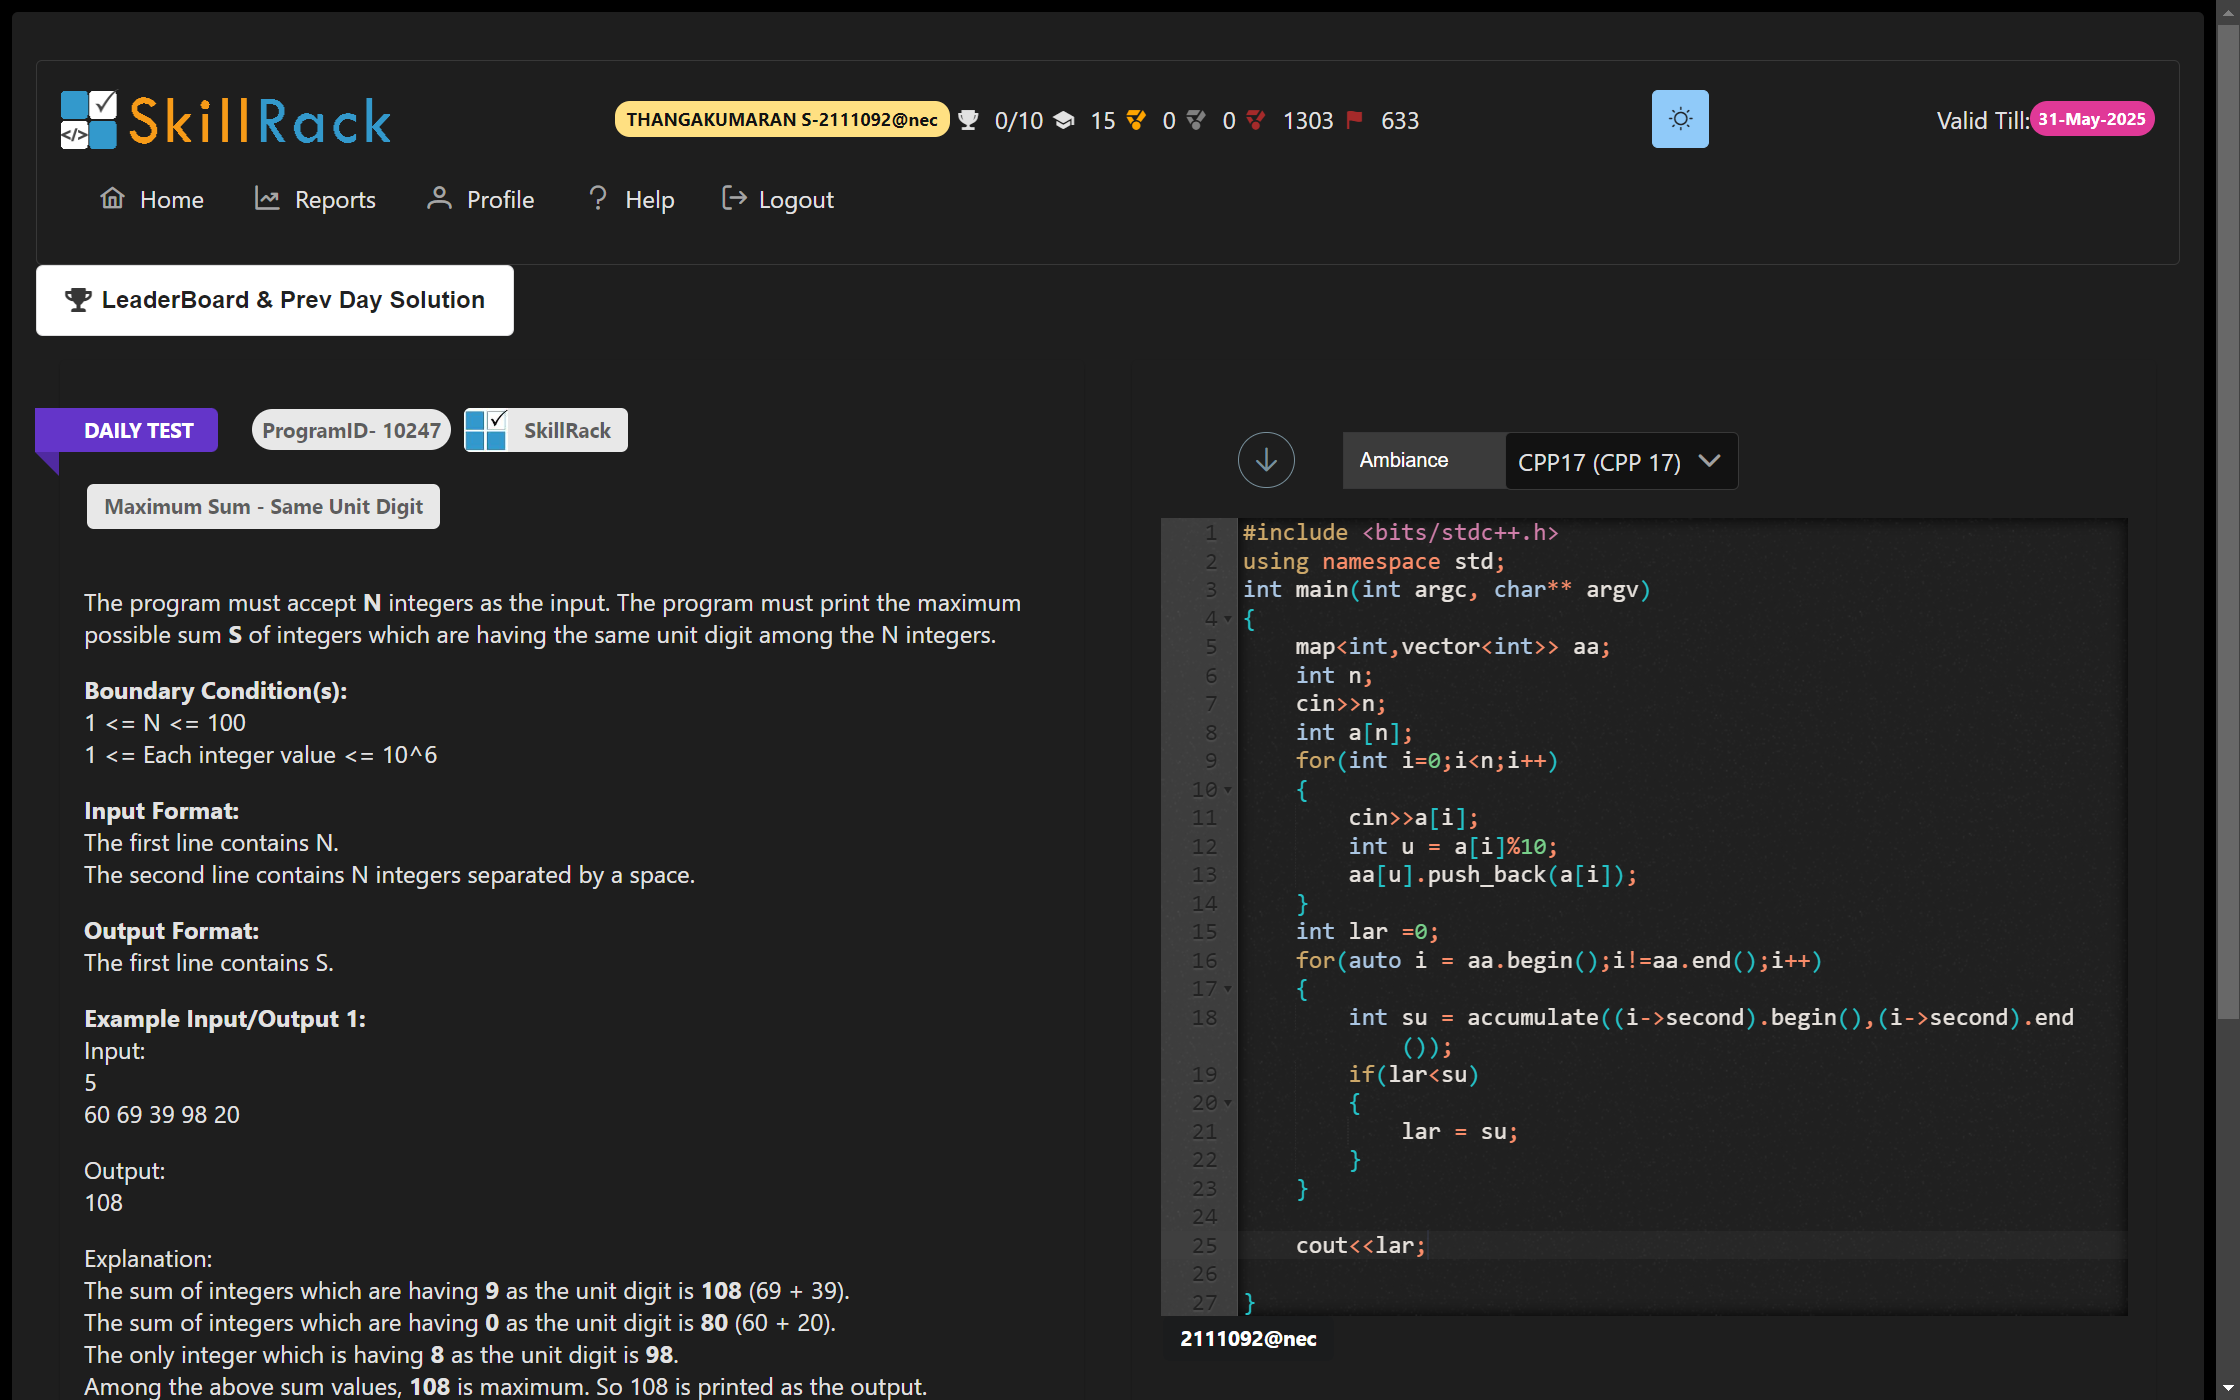 SkillRack
THANGAKUMARAN S-2111092@nec 0/10 15 0 0 1303 633
Valid Till: 31-May-2025
Home Reports Profile Help Logout
LeaderBoard & Prev Day Solution
DAILY TEST ProgramID- 10247 SkillRack
Maximum Sum - Same Unit Digit
The program must accept N integers as the input. The program must print the maximum
possible sum S of integers which are having the same unit digit among the N integers.
Boundary Condition(s):
1 <= N <= 100
1 <= Each integer value <= 10^6
Input Format:
The first line contains N.
The second line contains N integers separated by a space.
Output Format:
The first line contains S.
Example Input/Output 1:
Input:
5
60 69 39 98 20
Output:
108
Explanation:
The sum of integers which are having 9 as the unit digit is 108 (69 + 39).
The sum of integers which are having 0 as the unit digit is 80 (60 + 20).
The only integer which is having 8 as the unit digit is 98.
Among the above sum values, 108 is maximum. So 108 is printed as the output.
Ambiance CPP17 (CPP 17)
1 #include <bits/stdc++.h>
2 using namespace std;
3 int main(int argc, char** argv)
4 {
5 map<int,vector<int>> aa;
6 int n;
7 cin>>n;
8 int a[n];
9 for(int i=0;i<n;i++)
10 {
11 cin>>a[i];
12 int u = a[i]%10;
13 aa[u].push_back(a[i]);
14 }
15 int lar =0;
16 for(auto i = aa.begin();i!=aa.end();i++)
17 {
18 int su = accumulate((i->second).begin(),(i->second).end
());
19 if(lar<su)
20 {
21 lar = su;
22 }
23 }
24
25 cout<<lar;
26
27 }
2111092@nec